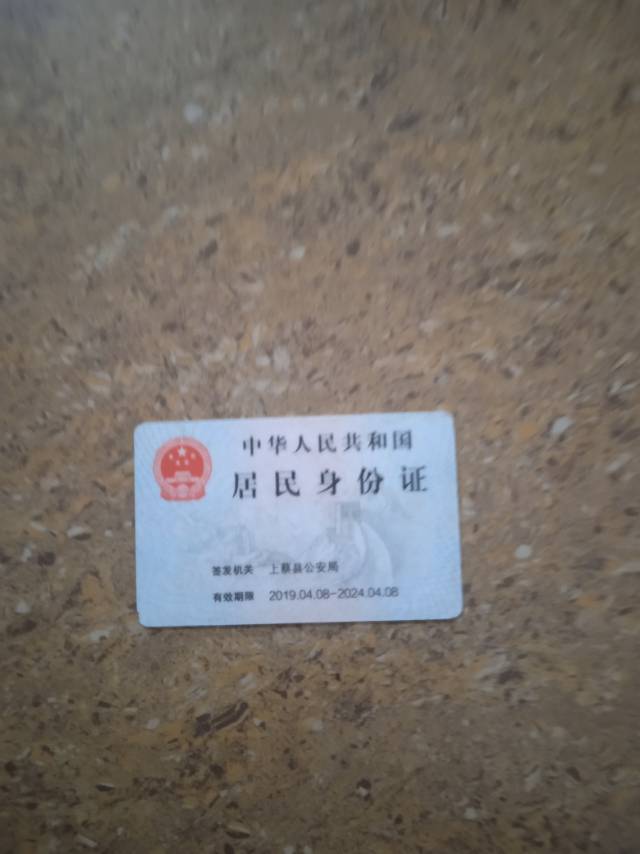 中华人民共和国
居民身份证
签发机关 上蔡县公安局
有效期限 2019.04.08-2024.04.08